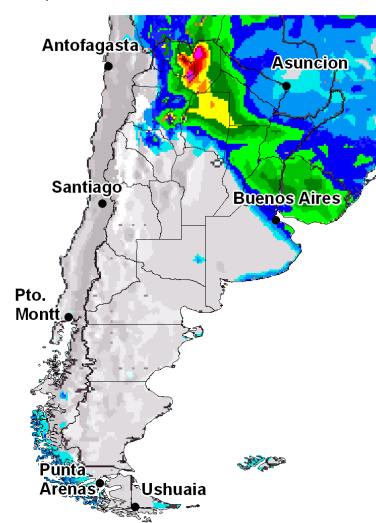 Antofagasta
Asuncion
Santiago
Buenos Aires
Pto.
Montt
Punta
Arenas
Ushuaia